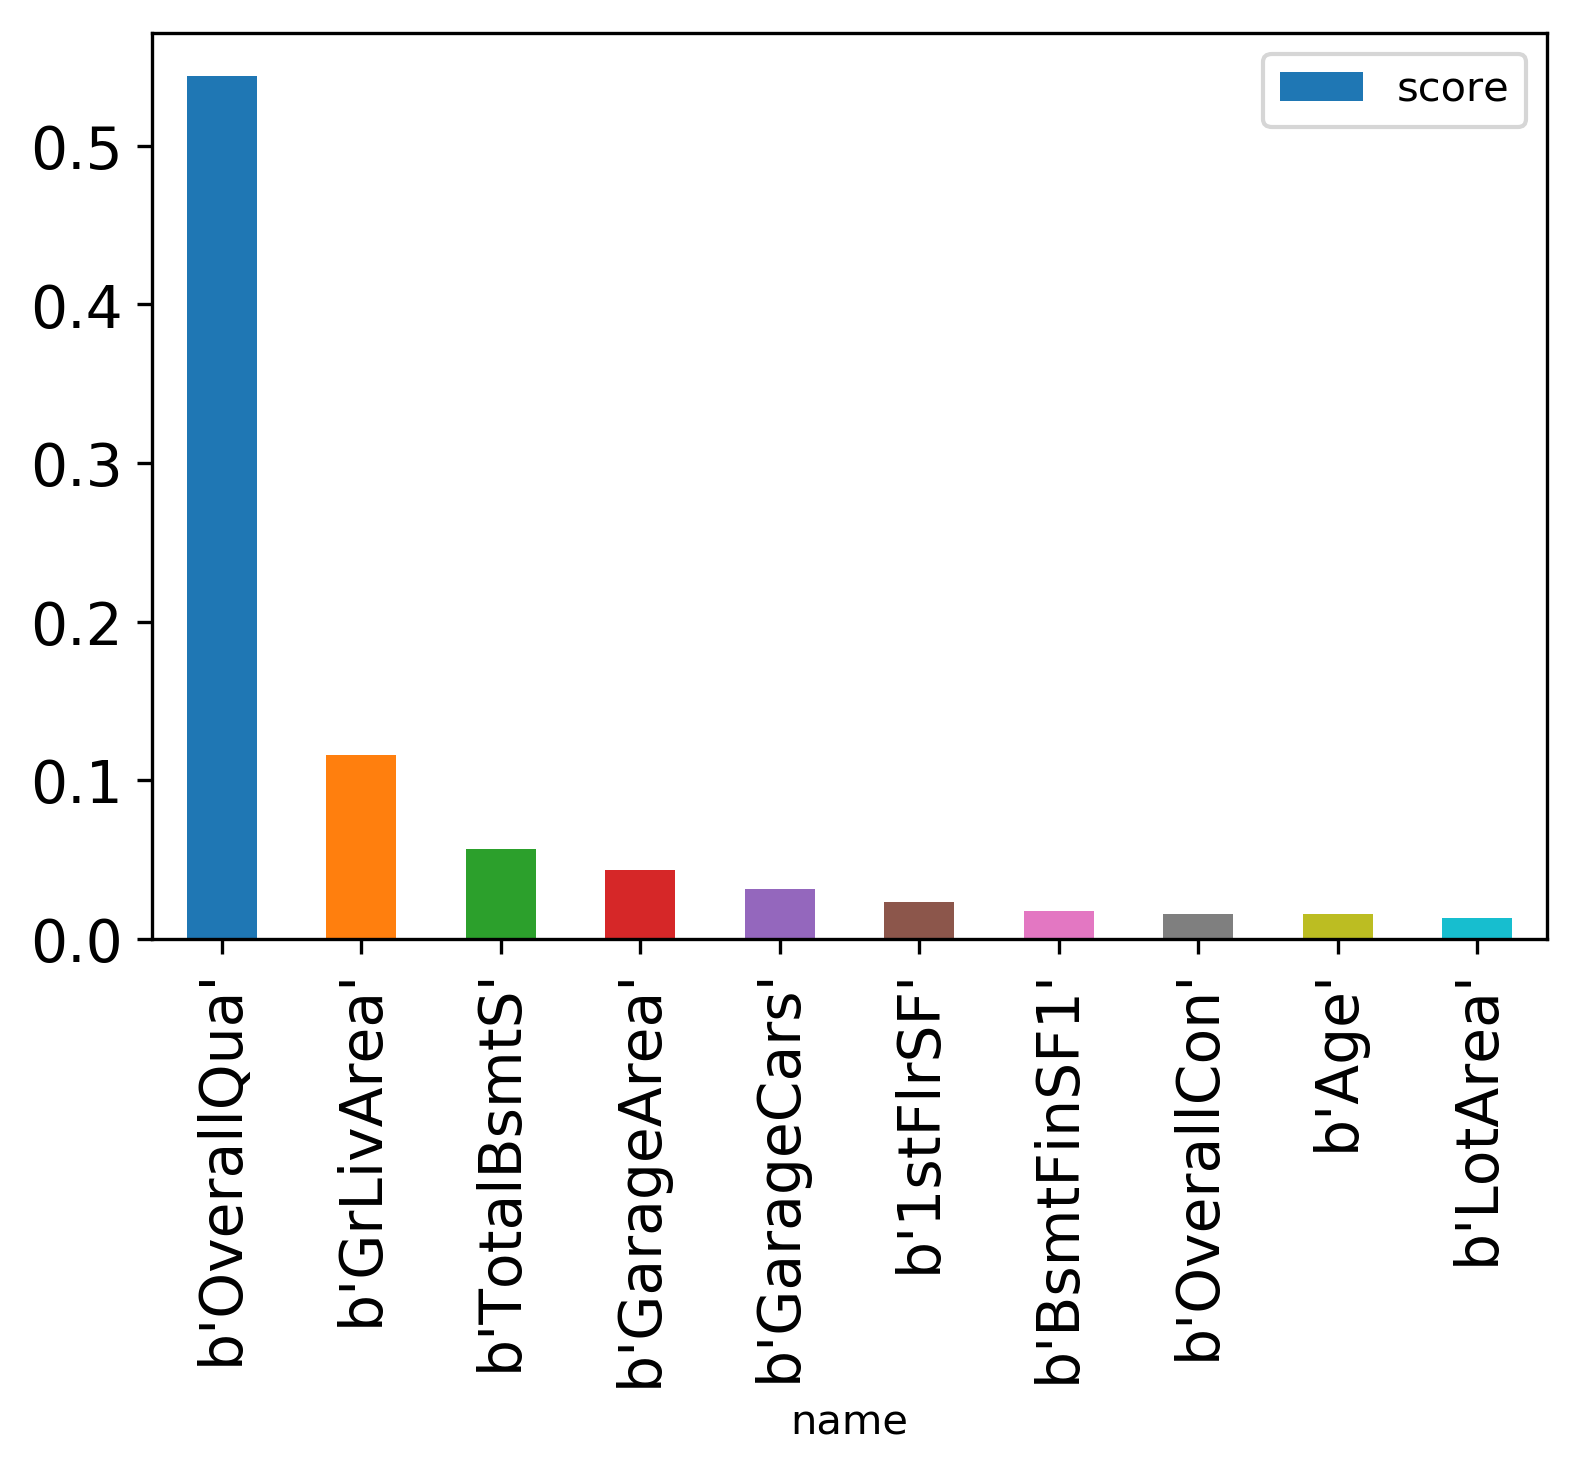 score
0.5
0.4
0.3
0.2
0.1
0.0
b'OverallQua'
b'GrLivArea'
b'TotalBsmtS'
b'GarageArea'
b'GarageCars'
b'1stFlrSF'
b'BsmtFinSF1'
b'OverallCon'
b'Age'
b'LotArea'
name